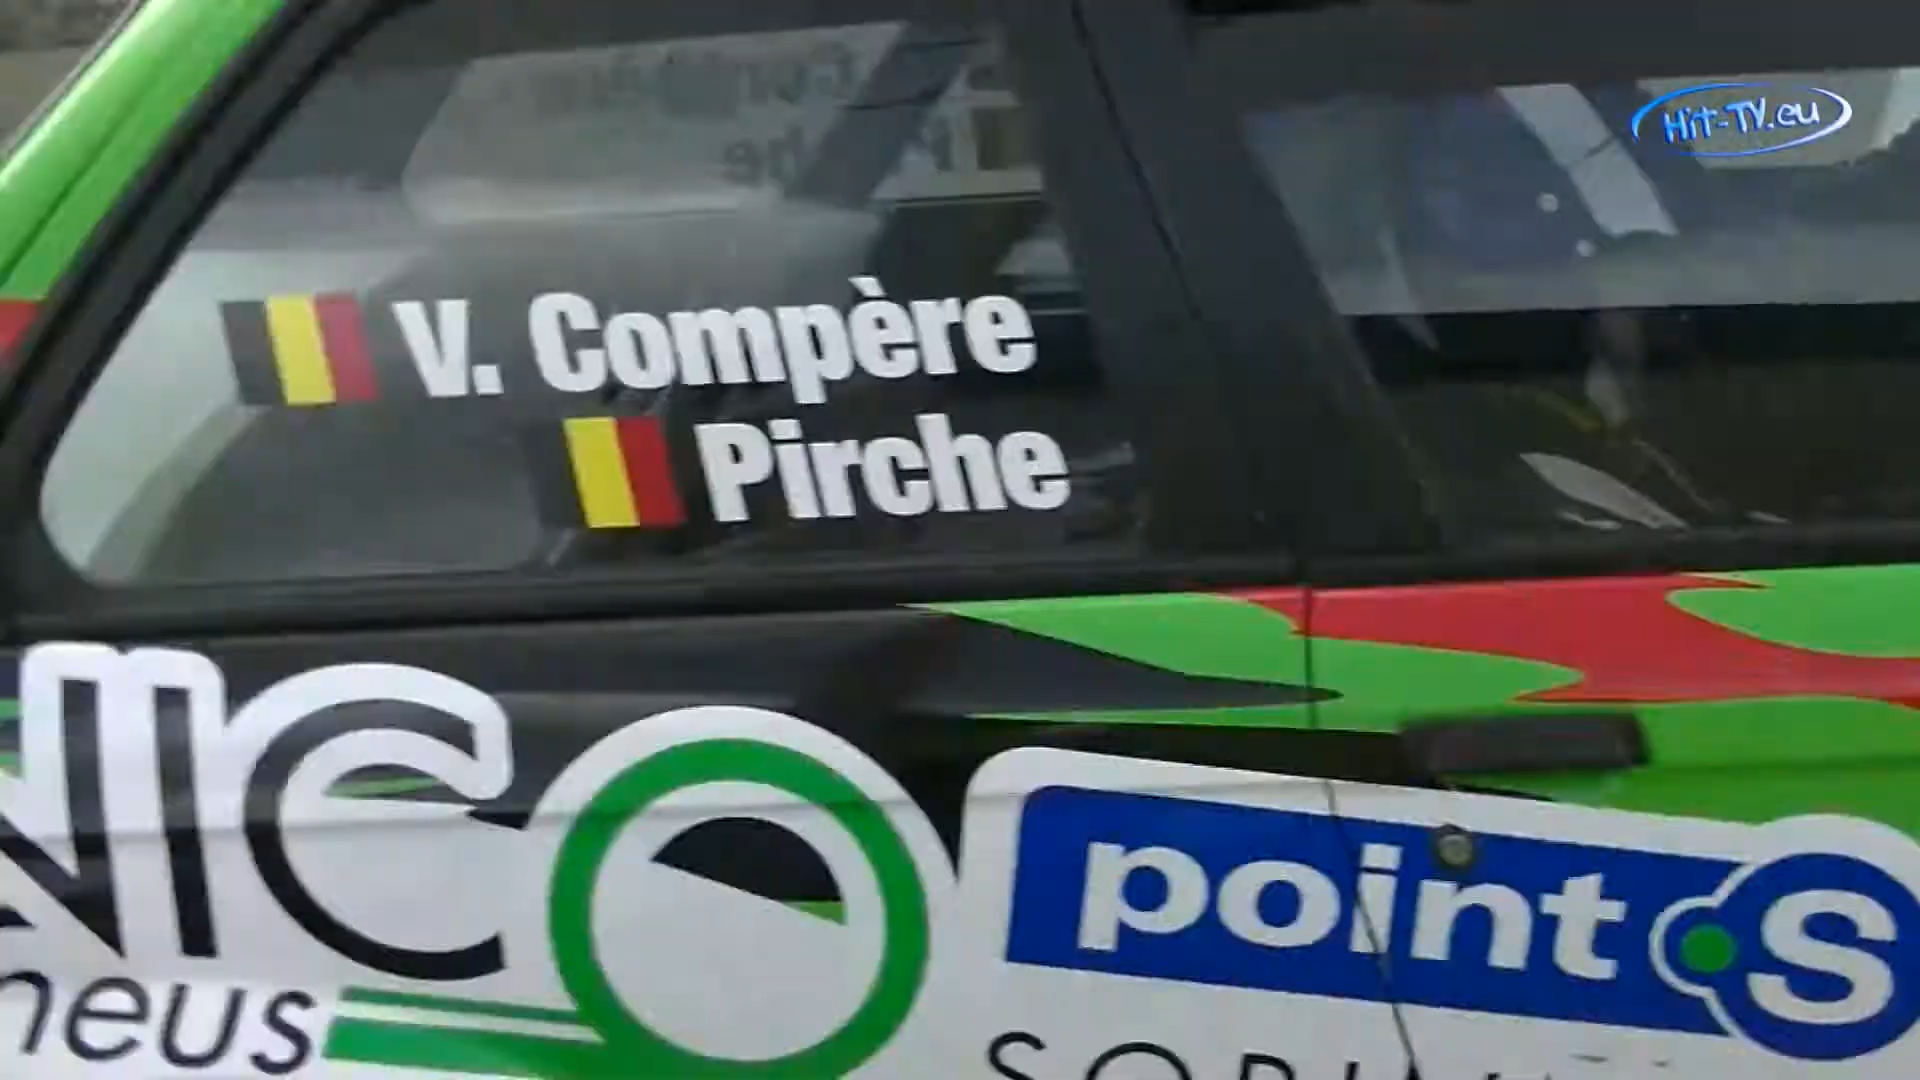 Hit-TV.eu
V. Compère
Pirche
NICO
neus
point S